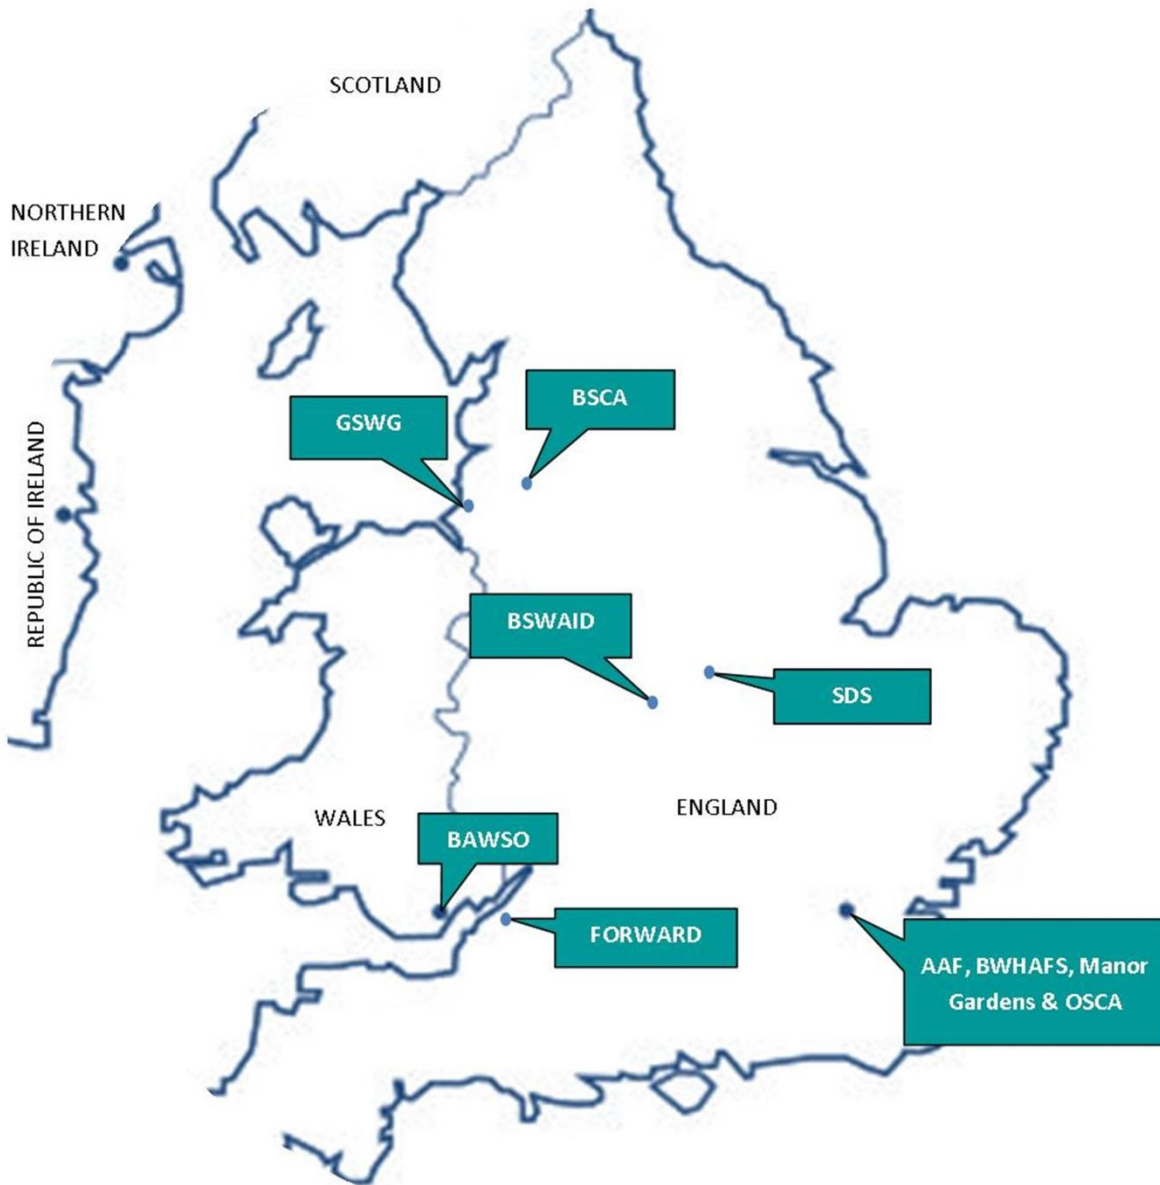 SCOTLAND
NORTHERN
IRELAND
BSCA
GSWG
REPUBLIC OF IRELAND
BSWAID
SDS
ENGLAND
WALES
BAWSO
FORWARD
AAF, BWHAFS, Manor
Gardens & OSCA